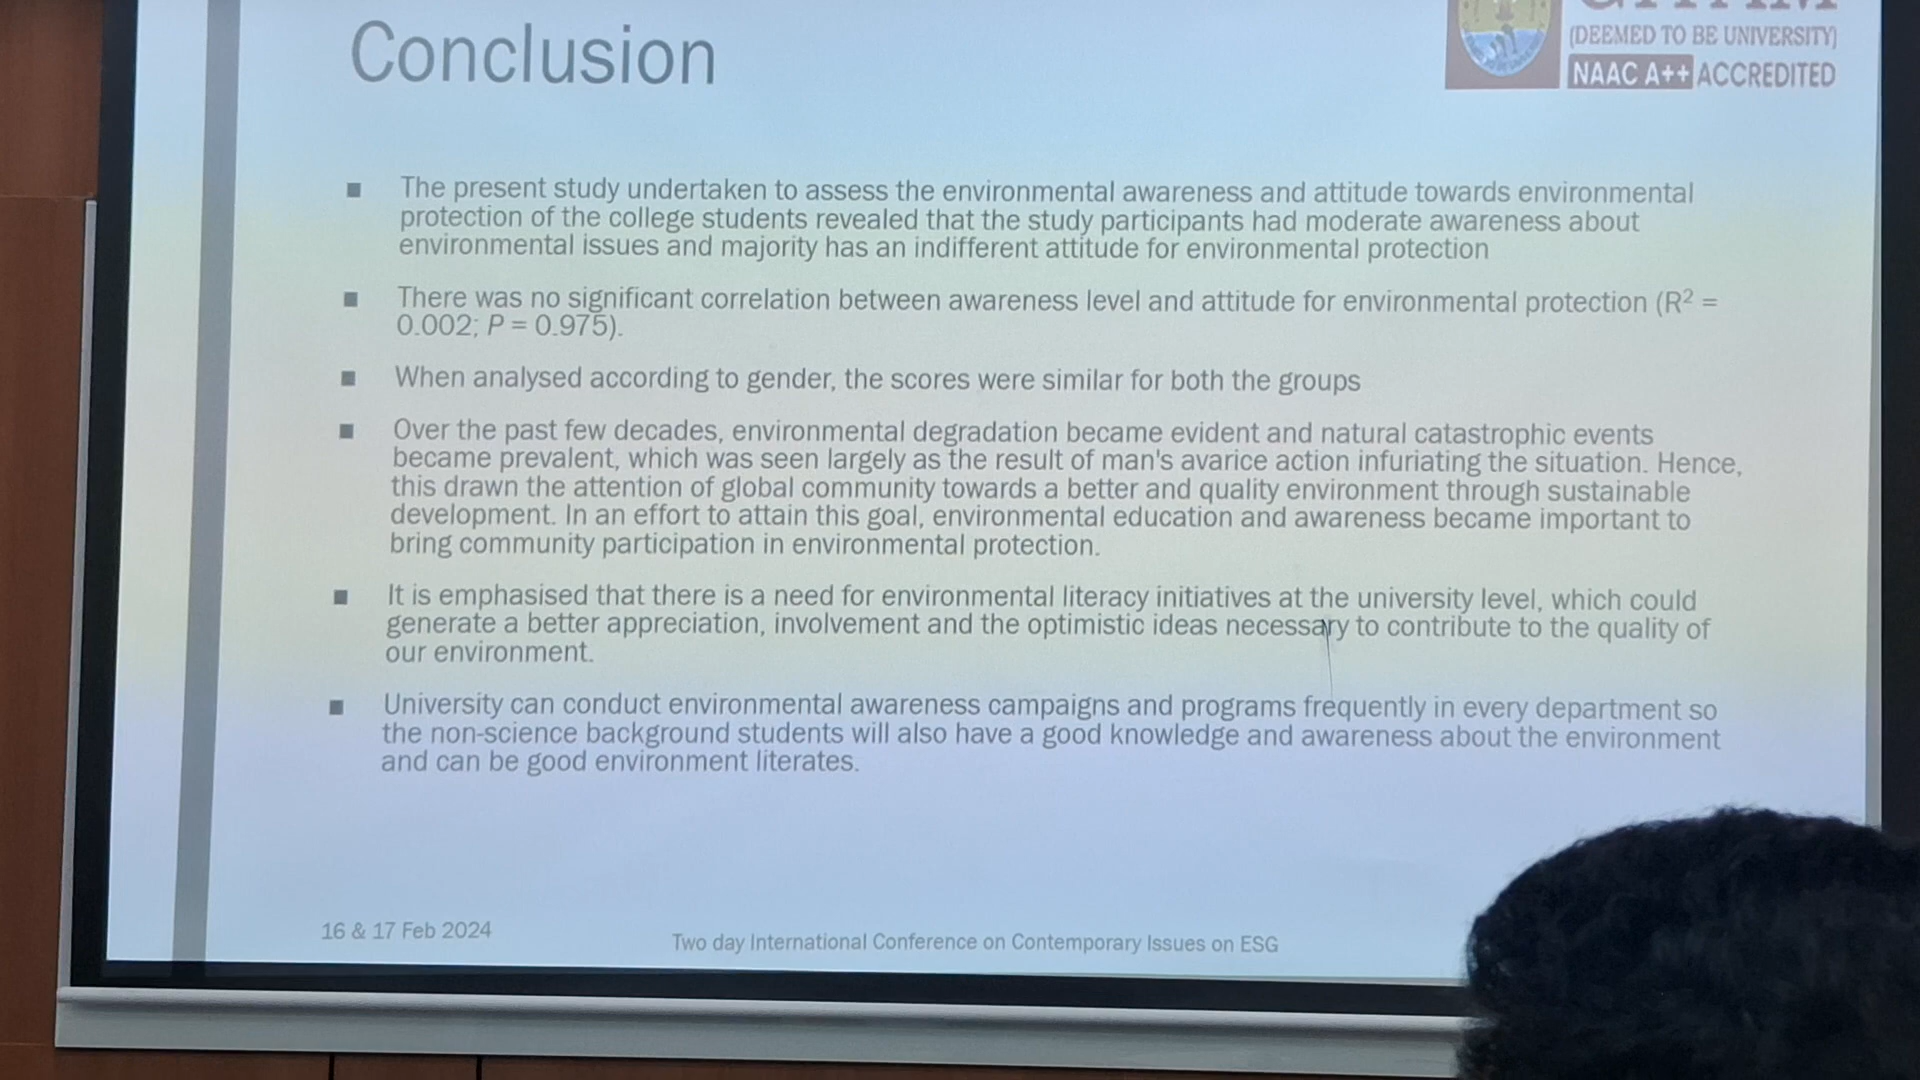 Conclusion
(DEEMED TO BE UNIVERSITY)
NAAC A++ ACCREDITED
■ The present study undertaken to assess the environmental awareness and attitude towards environmental
protection of the college students revealed that the study participants had moderate awareness about
environmental issues and majority has an indifferent attitude for environmental protection
■ There was no significant correlation between awareness level and attitude for environmental protection (R² =
0.002; P = 0.975).
■ When analysed according to gender, the scores were similar for both the groups
■ Over the past few decades, environmental degradation became evident and natural catastrophic events
became prevalent, which was seen largely as the result of man's avarice action infuriating the situation. Hence,
this drawn the attention of global community towards a better and quality environment through sustainable
development. In an effort to attain this goal, environmental education and awareness became important to
bring community participation in environmental protection.
■ It is emphasised that there is a need for environmental literacy initiatives at the university level, which could
generate a better appreciation, involvement and the optimistic ideas necessary to contribute to the quality of
our environment.
■ University can conduct environmental awareness campaigns and programs frequently in every department so
the non-science background students will also have a good knowledge and awareness about the environment
and can be good environment literates.
16 & 17 Feb 2024
Two day International Conference on Contemporary Issues on ESG